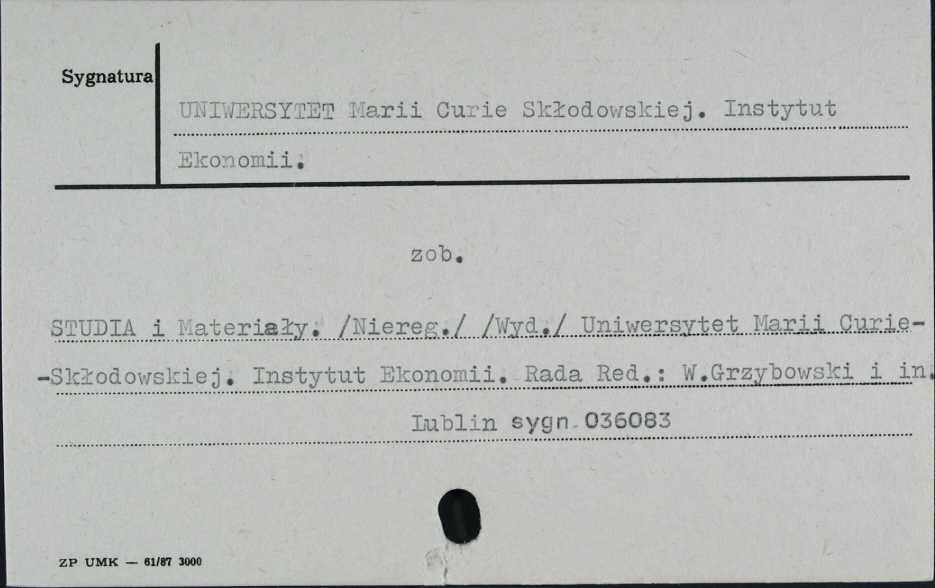 Sygnatura
UNIWERSYTET Marii Curie Skłodowskiej. Instytut
Ekonomii.
zob.
STUDIA i Materiały. /Niereg./ /Wyd./ Uniwersytet Marii Curie-
-Skłodowskiej. Instytut Ekonomii. Rada Red.: W.Grzybowski i in.
Lublin sygn. 036083
ZP UMK — 61/87 3000